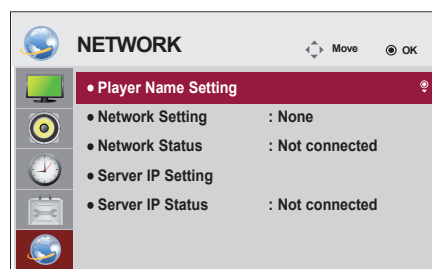 NETWORK Move OK
● Player Name Setting
● Network Setting : None
● Network Status : Not connected
● Server IP Setting
● Server IP Status : Not connected